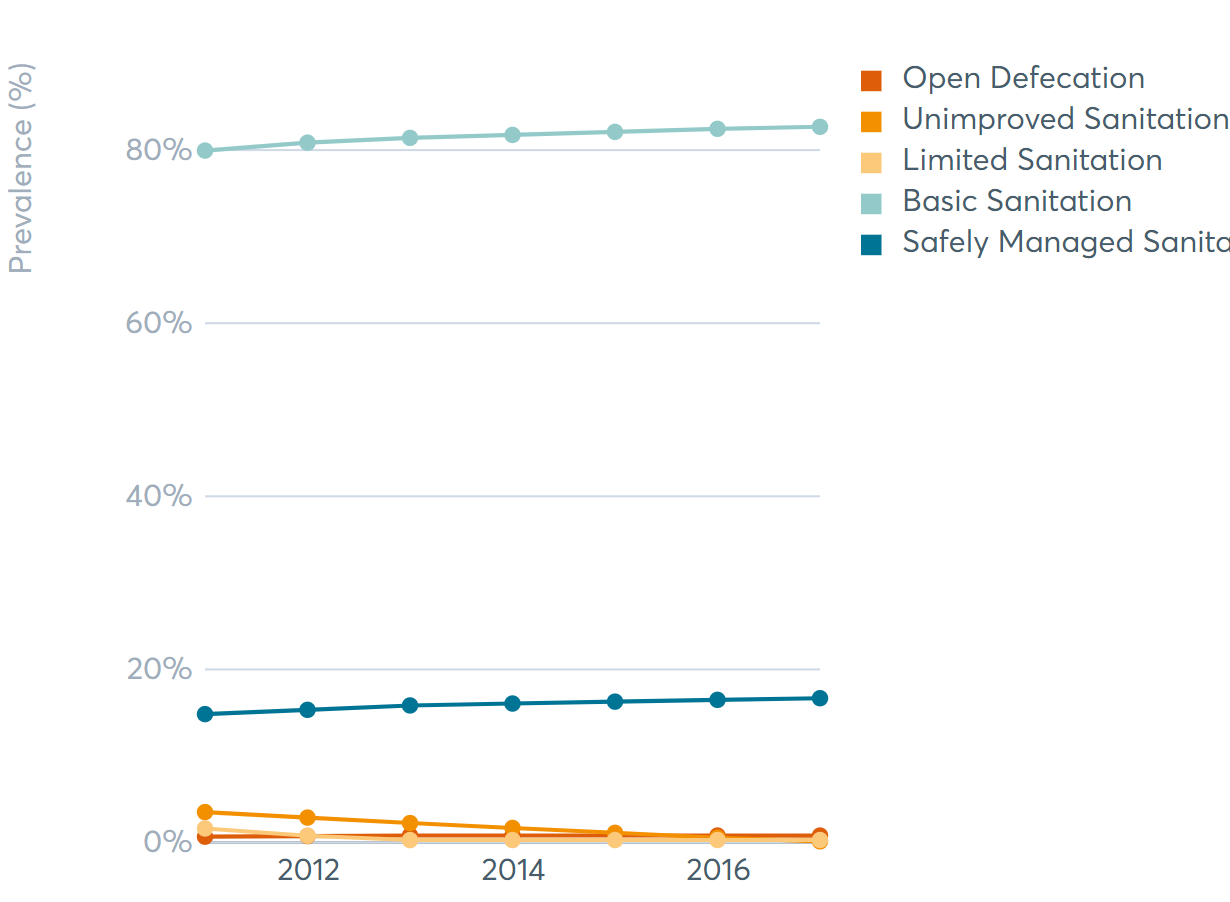 Prevalence (%)
80%
60%
40%
20%
0%
2012
2014
2016
Open Defecation
Unimproved Sanitation
Limited Sanitation
Basic Sanitation
Safely Managed Sanita